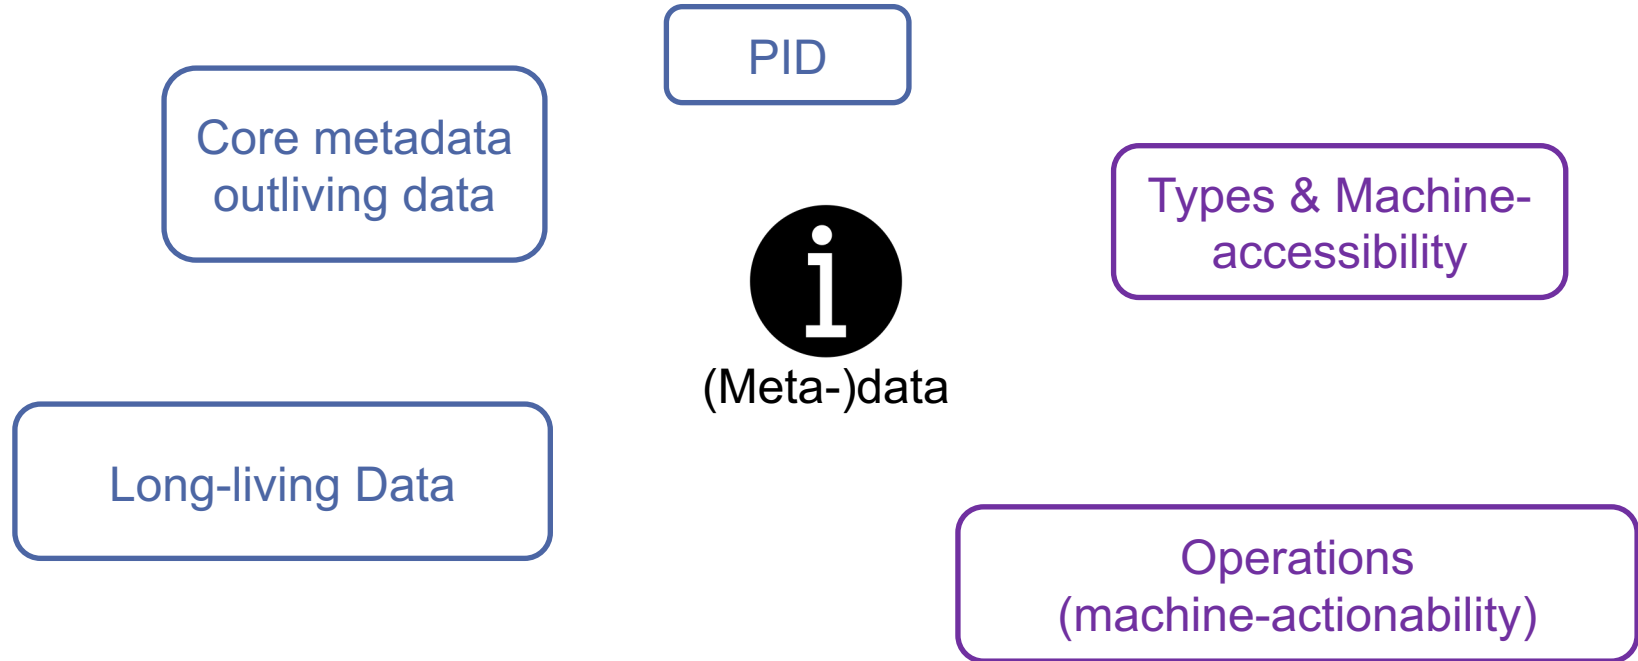 PID
Core metadata
outliving data
Types & Machine-
accessibility
i
(Meta-)data
Long-living Data
Operations
(machine-actionability)